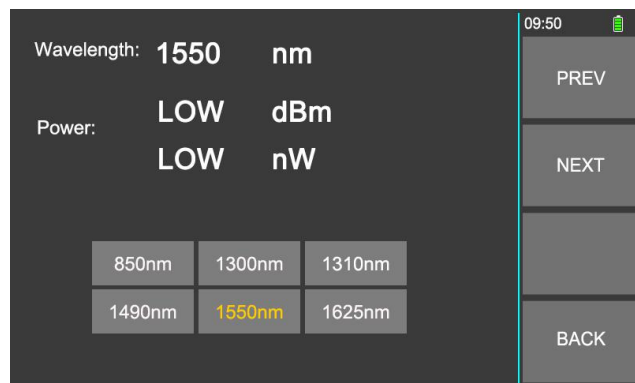 09:50
Wavelength: 1550 nm
Power: LOW dBm
LOW nW
850nm 1300nm 1310nm
1490nm 1550nm 1625nm
PREV
NEXT
BACK